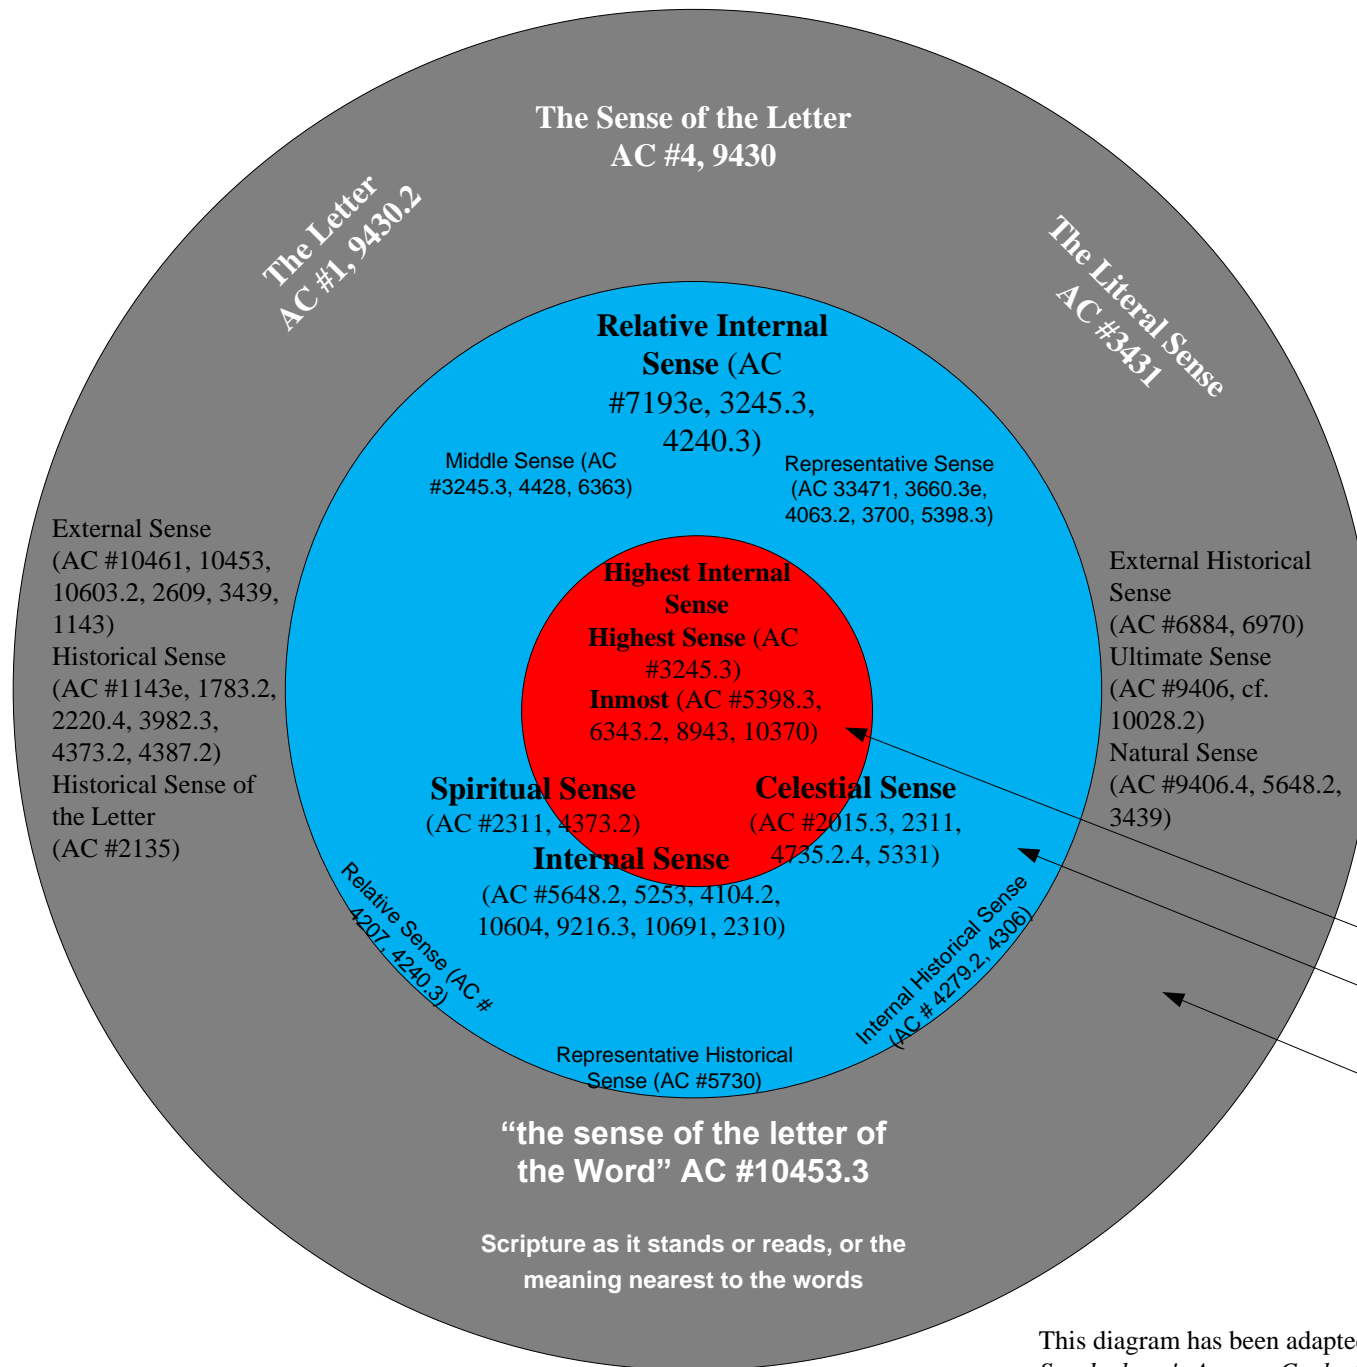 The Sense of the Letter
AC #4, 9430
The Letter
AC #1, 9430.2
The Literal Sense
AC #3431
Relative Internal
Sense (AC
#7193e, 3245.3,
4240.3)
Middle Sense (AC
#3245.3, 4428, 6363)
Representative Sense
(AC 33471, 3660.3e,
4063.2, 3700, 5398.3)
External Sense
(AC #10461, 10453,
10603.2, 2609, 3439,
1143)
Historical Sense
(AC #1143e, 1783.2,
2220.4, 3982.3,
4373.2, 4387.2)
Historical Sense of
the Letter
(AC #2135)
Highest Internal
Sense
Highest Sense (AC
#3245.3)
Inmost (AC #5398.3,
6343.2, 8943, 10370)
External Historical
Sense
(AC #6884, 6970)
Ultimate Sense
(AC #9406, cf.
10028.2)
Natural Sense
(AC #9406.4, 5648.2,
3439)
Spiritual Sense
(AC #2311, 4373.2)
Celestial Sense
(AC #2015.3, 2311,
4735.2.4, 5331)
Internal Sense
(AC #5648.2, 5253, 4104.2,
10604, 9216.3, 10691, 2310)
Relative Sense (AC #
4207, 4240.3)
Internal Historical Sense
(AC # 4279.2, 4306)
Representative Historical
Sense (AC #5730)
“the sense of the letter of
the Word” AC #10453.3
Scripture as it stands or reads, or the
meaning nearest to the words
This diagram has been adapte